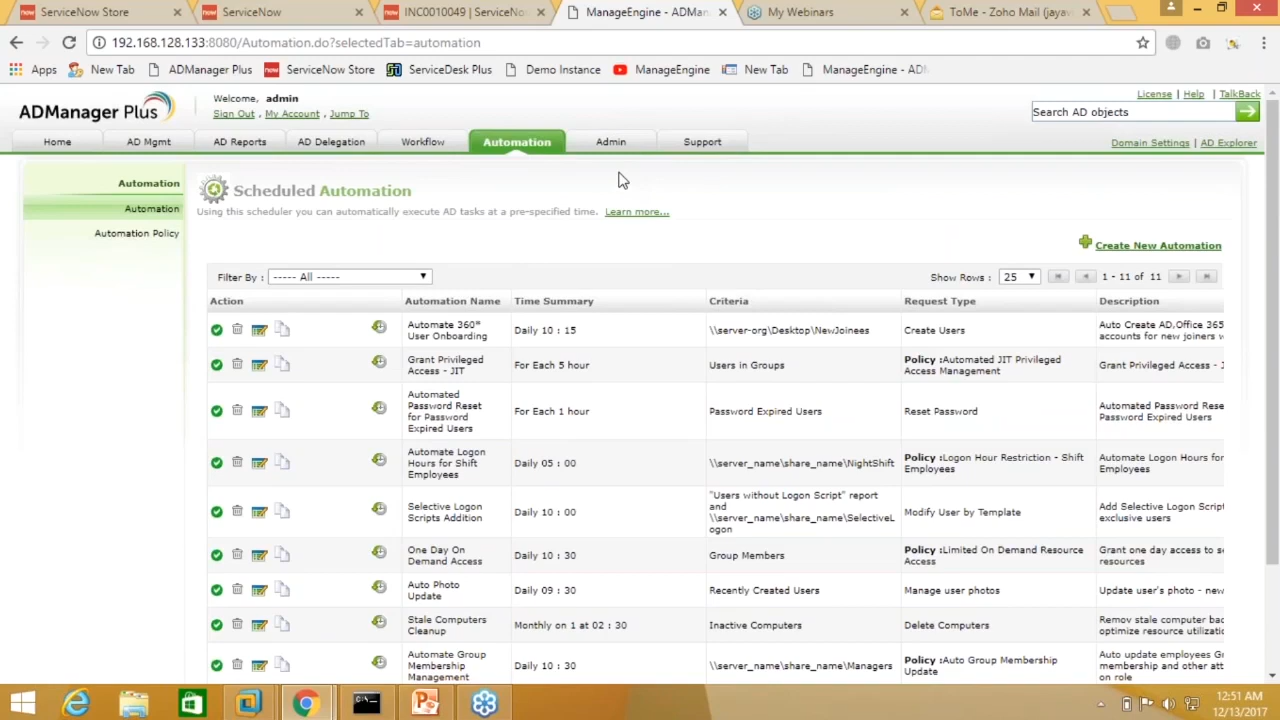 ServiceNow Store
ServiceNow
INC0010049 | ServiceNo
ManageEngine - ADMa
My Webinars
ToMe - Zoho Mail (jayav
192.168.128.133:8080/Automation.do?selectedTab=automation
Apps
New Tab
ADManager Plus
now
ServiceNow Store
ServiceDesk Plus
Demo Instance
ManageEngine
New Tab
ManageEngine - ADM
ADManager Plus
Welcome, admin
Sign Out , My Account , Jump To
License | Help | TalkBack
Search AD objects
Home
AD Mgmt
AD Reports
AD Delegation
Workflow
Automation
Admin
Support
Domain Settings | AD Explorer
Automation
Automation
Automation Policy
Scheduled Automation
Using this scheduler you can automatically execute AD tasks at a pre-specified time. Learn more...
Create New Automation
Filter By : ----- All -----
Show Rows : 25
1 - 11 of 11
Action
Automation Name
Time Summary
Criteria
Request Type
Description
Automate 360°
User Onboarding
Daily 10 : 15
\\server-org\Desktop\NewJoinees
Create Users
Auto Create AD,Office 365
accounts for new joiners w
Grant Privileged
Access - JIT
For Each 5 hour
Users in Groups
Policy :Automated JIT Privileged
Access Management
Grant Privileged Access - J
Automated
Password Reset
for Password
Expired Users
For Each 1 hour
Password Expired Users
Reset Password
Automated Password Rese
Password Expired Users
Automate Logon
Hours for Shift
Employees
Daily 05 : 00
\\server_name\share_name\NightShift
Policy :Logon Hour Restriction - Shift
Employees
Automate Logon Hours for
Employees
Selective Logon
Scripts Addition
Daily 10 : 00
"Users without Logon Script" report
and
\\server_name\share_name\SelectiveL
ogon
Modify User by Template
Add Selective Logon Script
exclusive users
One Day On
Demand Access
Daily 10 : 30
Group Members
Policy :Limited On Demand Resource
Access
Grant one day access to se
resources
Auto Photo
Update
Daily 09 : 30
Recently Created Users
Manage user photos
Update user's photo - new
Stale Computers
Cleanup
Monthly on 1 at 02 : 30
Inactive Computers
Delete Computers
Remov stale computer bac
optimize resource utilizatio
Automate Group
Membership
Management
Daily 10 : 30
\\server_name\share_name\Managers
Policy :Auto Group Membership
Update
Auto update employees Gr
membership and other att
on role
12:51 AM
12/13/2017